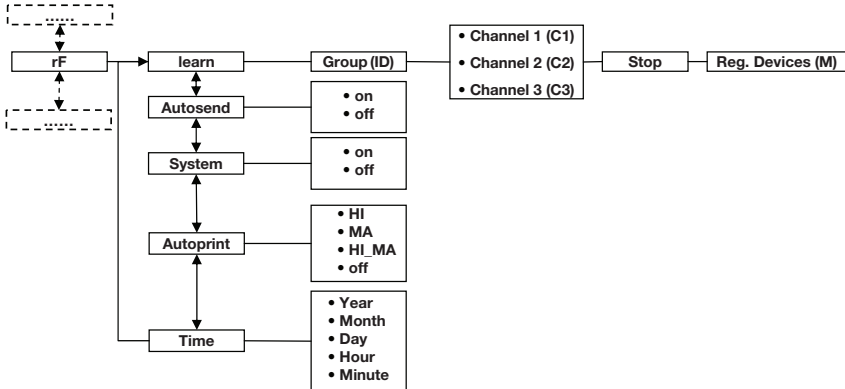 ......
rF
......
learn
Group (ID)
• Channel 1 (C1)
• Channel 2 (C2)
• Channel 3 (C3)
Stop
Reg. Devices (M)
Autosend
• on
• off
System
• on
• off
Autoprint
• HI
• MA
• HI_MA
• off
Time
• Year
• Month
• Day
• Hour
• Minute